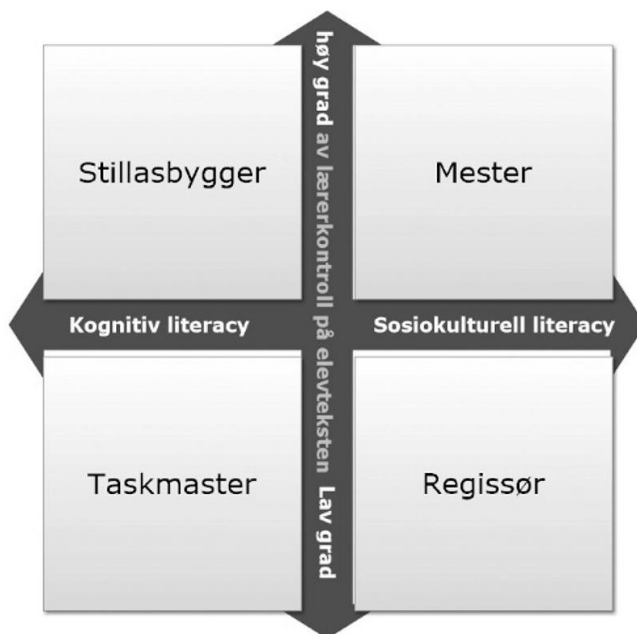 høy grad av lærerkontroll på elevteksten Lav grad
Stillasbygger
Mester
Kognitiv literacy
Sosiokulturell literacy
Taskmaster
Regissør